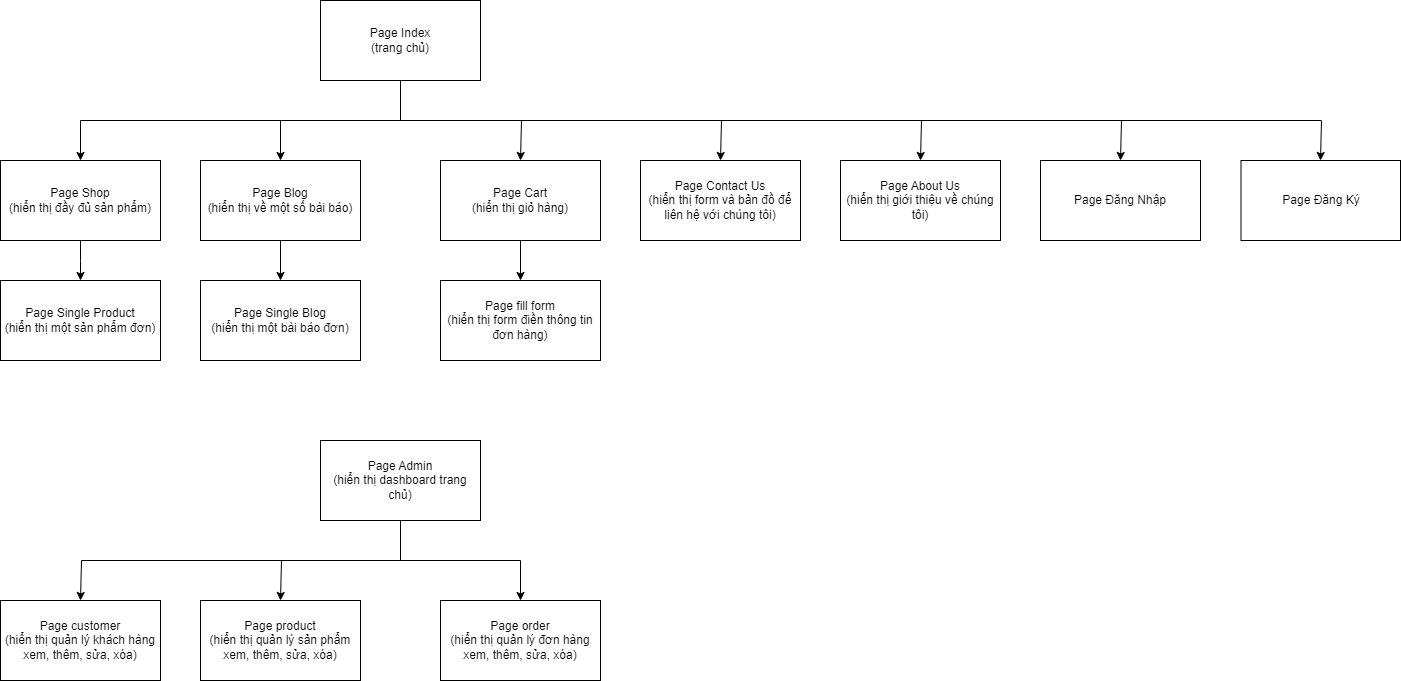 Page Index
(trang chủ)
Page Shop
(hiển thị đầy đủ sản phẩm)
Page Blog
(hiển thị về một số bài báo)
Page Cart
(hiển thị giỏ hàng)
Page Contact Us
(hiển thị form và bản đồ để
liên hệ với chúng tôi)
Page About Us
(hiển thị giới thiệu về chúng
tôi)
Page Đăng Nhập
Page Đăng Ký
Page Single Product
(hiển thị một sản phẩm đơn)
Page Single Blog
(hiển thị một bài báo đơn)
Page fill form
(hiển thị form điền thông tin
đơn hàng)
Page Admin
(hiển thị dashboard trang
chủ)
Page customer
(hiển thị quản lý khách hàng
xem, thêm, sửa, xóa)
Page product
(hiển thị quản lý sản phẩm
xem, thêm, sửa, xóa)
Page order
(hiển thị quản lý đơn hàng
xem, thêm, sửa, xóa)